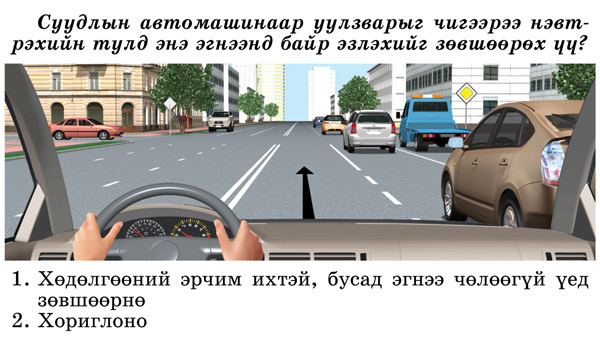 Суудлын автомашинаар уулзварыг чигээрээ нэвт-
рэхийн тулд энэ эгнээнд байр эзлэхийг зөвшөөрөх үү?
1. Хөдөлгөөний эрчим ихтэй, бусад эгнээ чөлөөгүй үед
зөвшөөрнө
2. Хориглоно